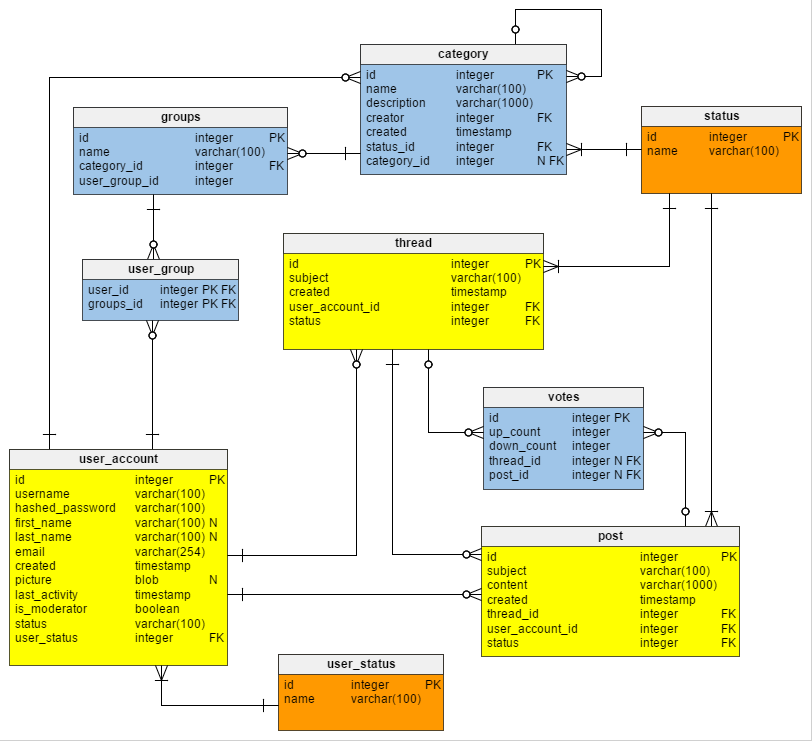 category
id integer PK
name varchar(100)
description varchar(1000)
creator integer FK
created timestamp
status_id integer FK
category_id integer N FK
groups
id integer PK
name varchar(100)
category_id integer FK
user_group_id integer
status
id integer PK
name varchar(100)
thread
id integer PK
subject varchar(100)
created timestamp
user_account_id integer FK
status integer FK
user_group
user_id integer PK FK
groups_id integer PK FK
votes
id integer PK
up_count integer
down_count integer
thread_id integer N FK
post_id integer N FK
user_account
id integer PK
username varchar(100)
hashed_password varchar(100)
first_name varchar(100) N
last_name varchar(100) N
email varchar(254)
created timestamp
picture blob N
last_activity timestamp
is_moderator boolean
status varchar(100)
user_status integer FK
post
id integer PK
subject varchar(100)
content varchar(1000)
created timestamp
thread_id integer FK
user_account_id integer FK
status integer FK
user_status
id integer PK
name varchar(100)